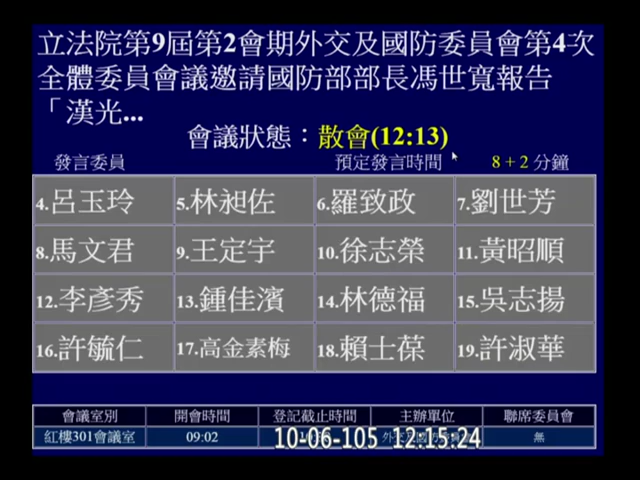 立法院第9屆第2會期外交及國防委員會第4次
全體委員會議邀請國防部部長馮世寬報告
「漢光...
會議狀態：散會(12:13)
發言委員 預定發言時間 8 + 2 分鐘
4.呂玉玲 5.林昶佐 6.羅致政 7.劉世芳
8.馬文君 9.王定宇 10.徐志榮 11.黃昭順
12.李彥秀 13.鍾佳濱 14.林德福 15.吳志揚
16.許毓仁 17.高金素梅 18.賴士葆 19.許淑華
會議室別 開會時間 登記截止時間 主辦單位 聯席委員會
紅樓301會議室 09:02 無
10-06-105 12:15:24